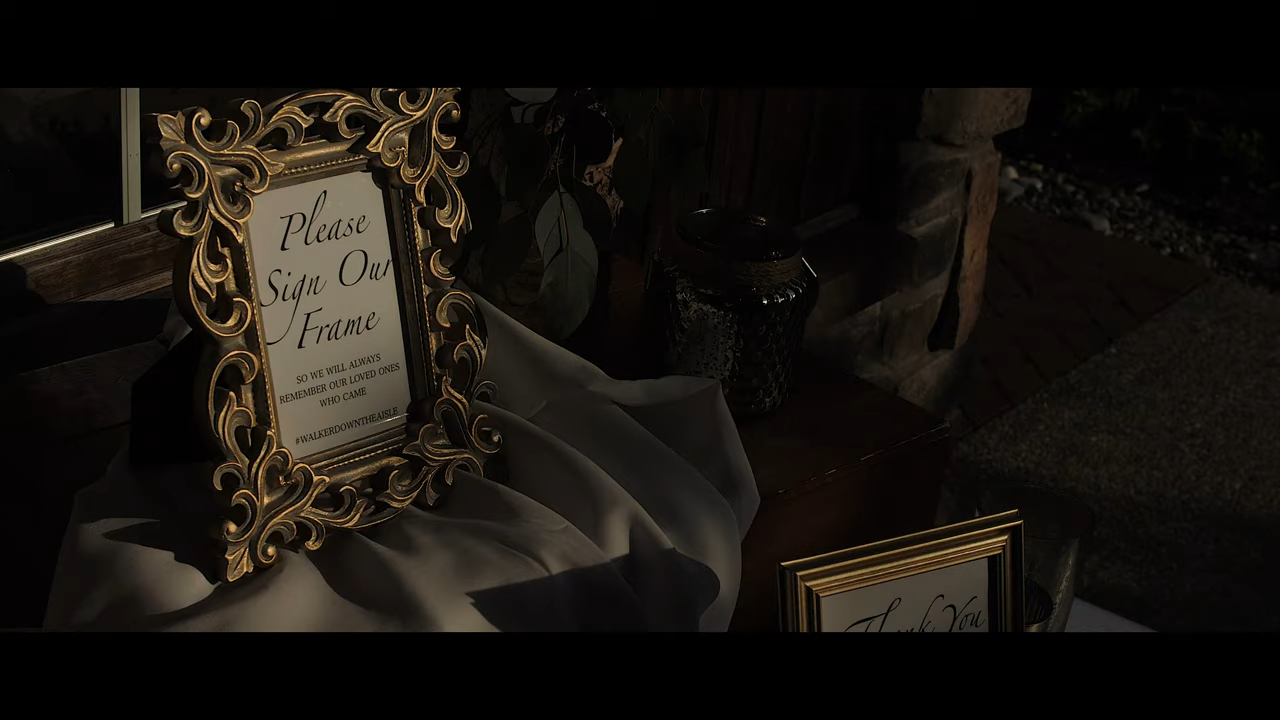 Please
Sign Our
Frame
SO WE WILL ALWAYS
REMEMBER OUR LOVED ONES
WHO CAME
#WALKERDOWNTHEAISLE
Thank You